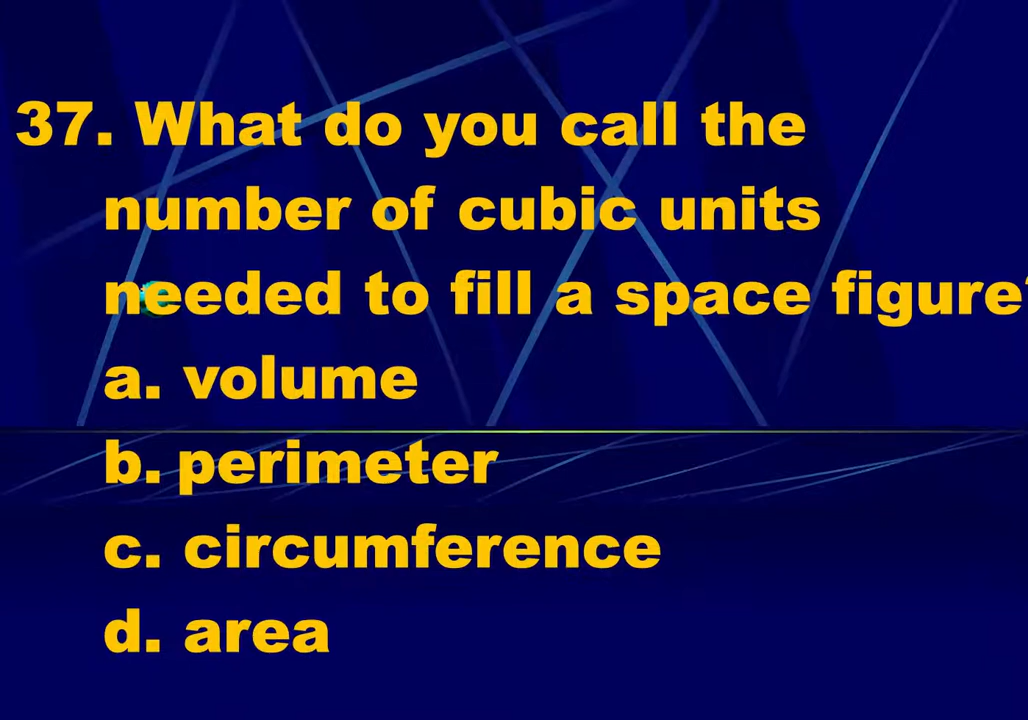 37. What do you call the
number of cubic units
needed to fill a space figure?
a. volume
b. perimeter
c. circumference
d. area